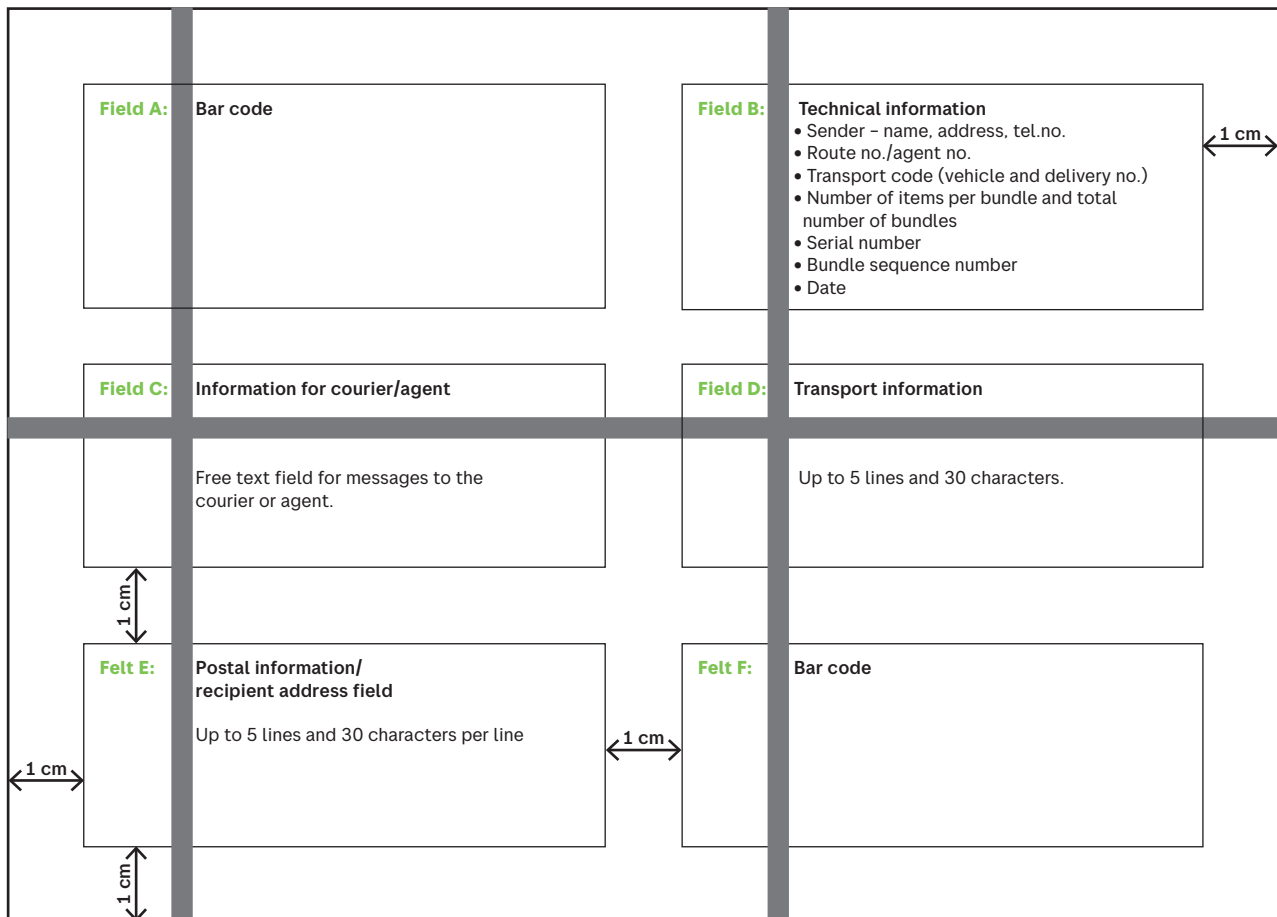 Field A: Bar code
Field B: Technical information
• Sender – name, address, tel.no.
• Route no./agent no.
• Transport code (vehicle and delivery no.)
• Number of items per bundle and total
number of bundles
• Serial number
• Bundle sequence number
• Date
1 cm
Field C: Information for courier/agent
Free text field for messages to the
courier or agent.
Field D: Transport information
Up to 5 lines and 30 characters.
1 cm
Felt E: Postal information/
recipient address field
Up to 5 lines and 30 characters per line
1 cm
Felt F: Bar code
1 cm
1 cm